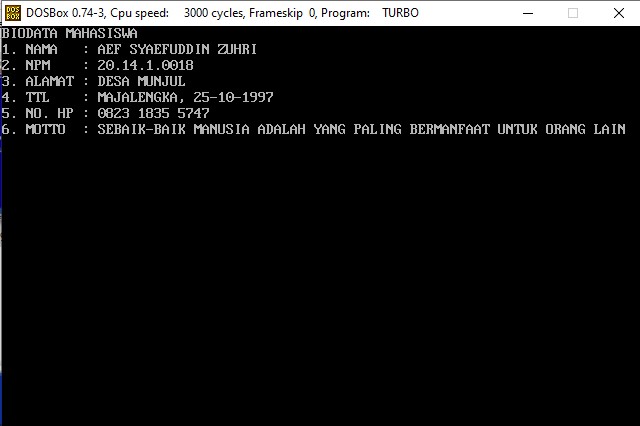 DOS BOX DOSBox 0.74-3, Cpu speed: 3000 cycles, Frameskip 0, Program: TURBO
BIODATA MAHASISWA
1. NAMA : AEF SYAEFUDDIN ZUHRI
2. NPM : 20.14.1.0018
3. ALAMAT : DESA MUNJUL
4. TTL : MAJALENGKA, 25-10-1997
5. NO. HP : 0823 1835 5747
6. MOTTO : SEBAIK-BAIK MANUSIA ADALAH YANG PALING BERMANFAAT UNTUK ORANG LAIN